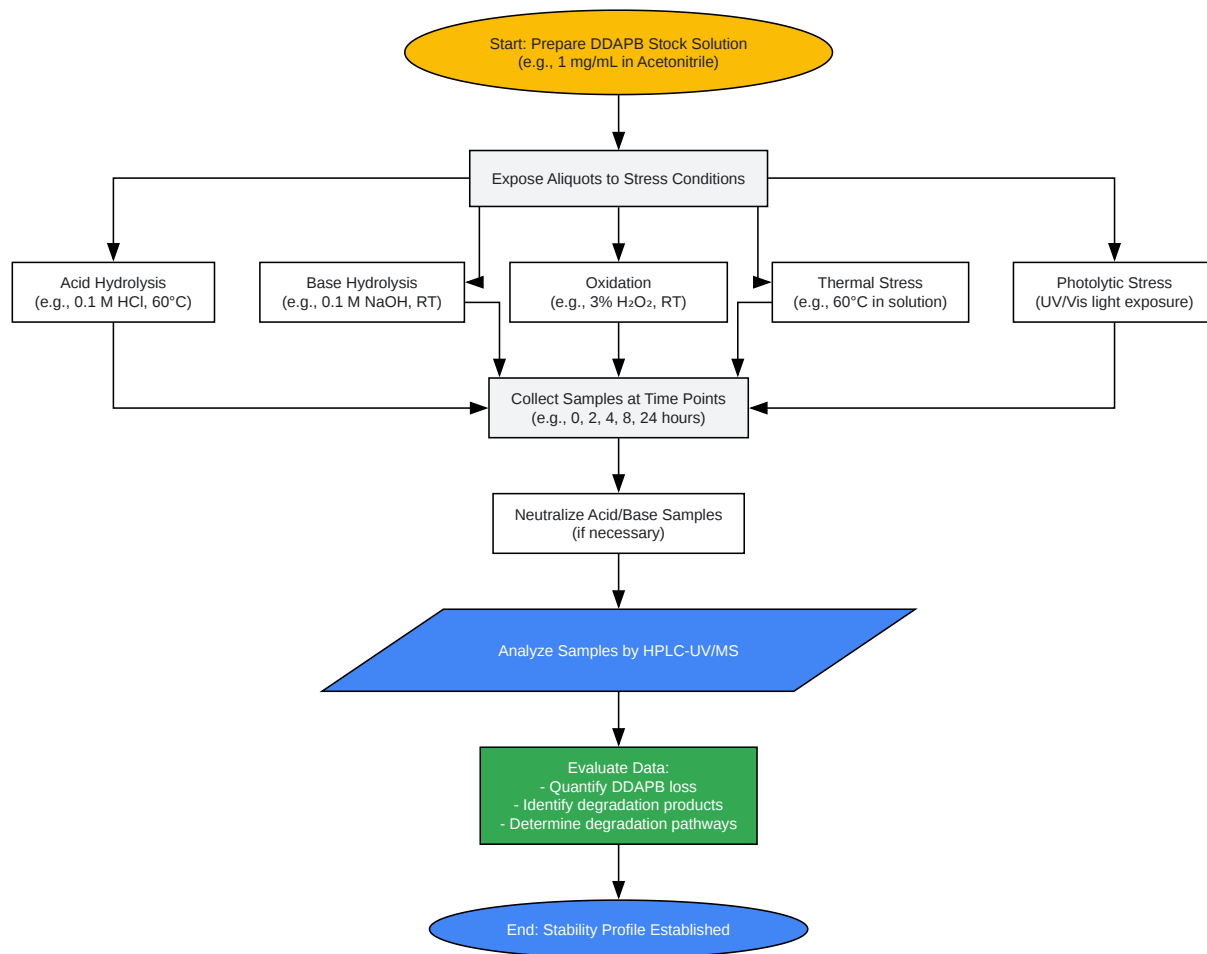 Start: Prepare DDAPB Stock Solution
(e.g., 1 mg/mL in Acetonitrile)
Expose Aliquots to Stress Conditions
Acid Hydrolysis
(e.g., 0.1 M HCl, 60°C)
Base Hydrolysis
(e.g., 0.1 M NaOH, RT)
Oxidation
(e.g., 3% H₂O₂, RT)
Thermal Stress
(e.g., 60°C in solution)
Photolytic Stress
(UV/Vis light exposure)
Collect Samples at Time Points
(e.g., 0, 2, 4, 8, 24 hours)
Neutralize Acid/Base Samples
(if necessary)
Analyze Samples by HPLC-UV/MS
Evaluate Data:
- Quantify DDAPB loss
- Identify degradation products
- Determine degradation pathways
End: Stability Profile Established